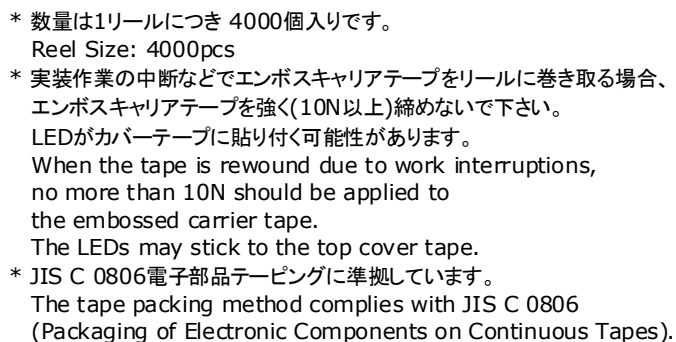 * 数量は1リールにつき 4000個入りです。
Reel Size: 4000pcs
* 実装作業の中断などでエンボスキャリアテープをリールに巻き取る場合、
エンボスキャリアテープを強く(10N以上)締めないで下さい。
LEDがカバーテープに貼り付く可能性があります。
When the tape is rewound due to work interruptions,
no more than 10N should be applied to
the embossed carrier tape.
The LEDs may stick to the top cover tape.
* JIS C 0806電子部品テーピングに準拠しています。
The tape packing method complies with JIS C 0806
(Packaging of Electronic Components on Continuous Tapes).